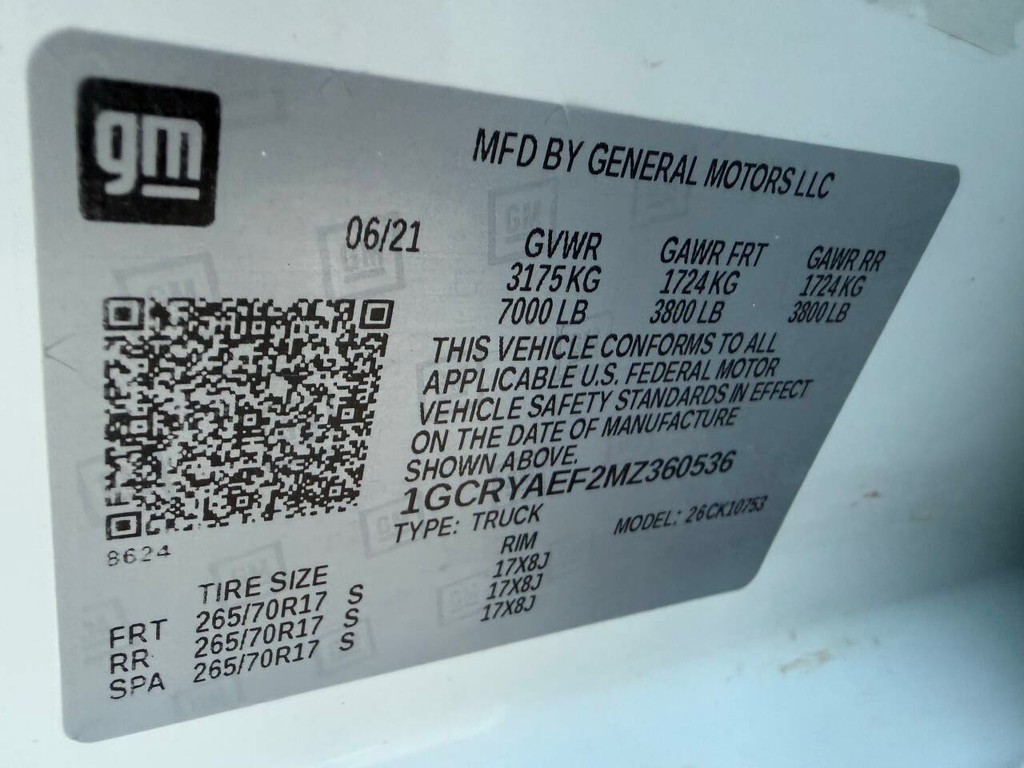 gm
MFD BY GENERAL MOTORS LLC
06/21
GVWR GAWR FRT GAWR RR
3175KG 1724KG 1724KG
7000 LB 3800 LB 3800 LB
THIS VEHICLE CONFORMS TO ALL
APPLICABLE U.S. FEDERAL MOTOR
VEHICLE SAFETY STANDARDS IN EFFECT
ON THE DATE OF MANUFACTURE
SHOWN ABOVE.
1GCRYAEF2MZ360536
TYPE: TRUCK MODEL: 26CK10753
8624
TIRE SIZE RIM
FRT 265/70R17 S 17X8J
RR 265/70R17 S 17X8J
SPA 265/70R17 S 17X8J